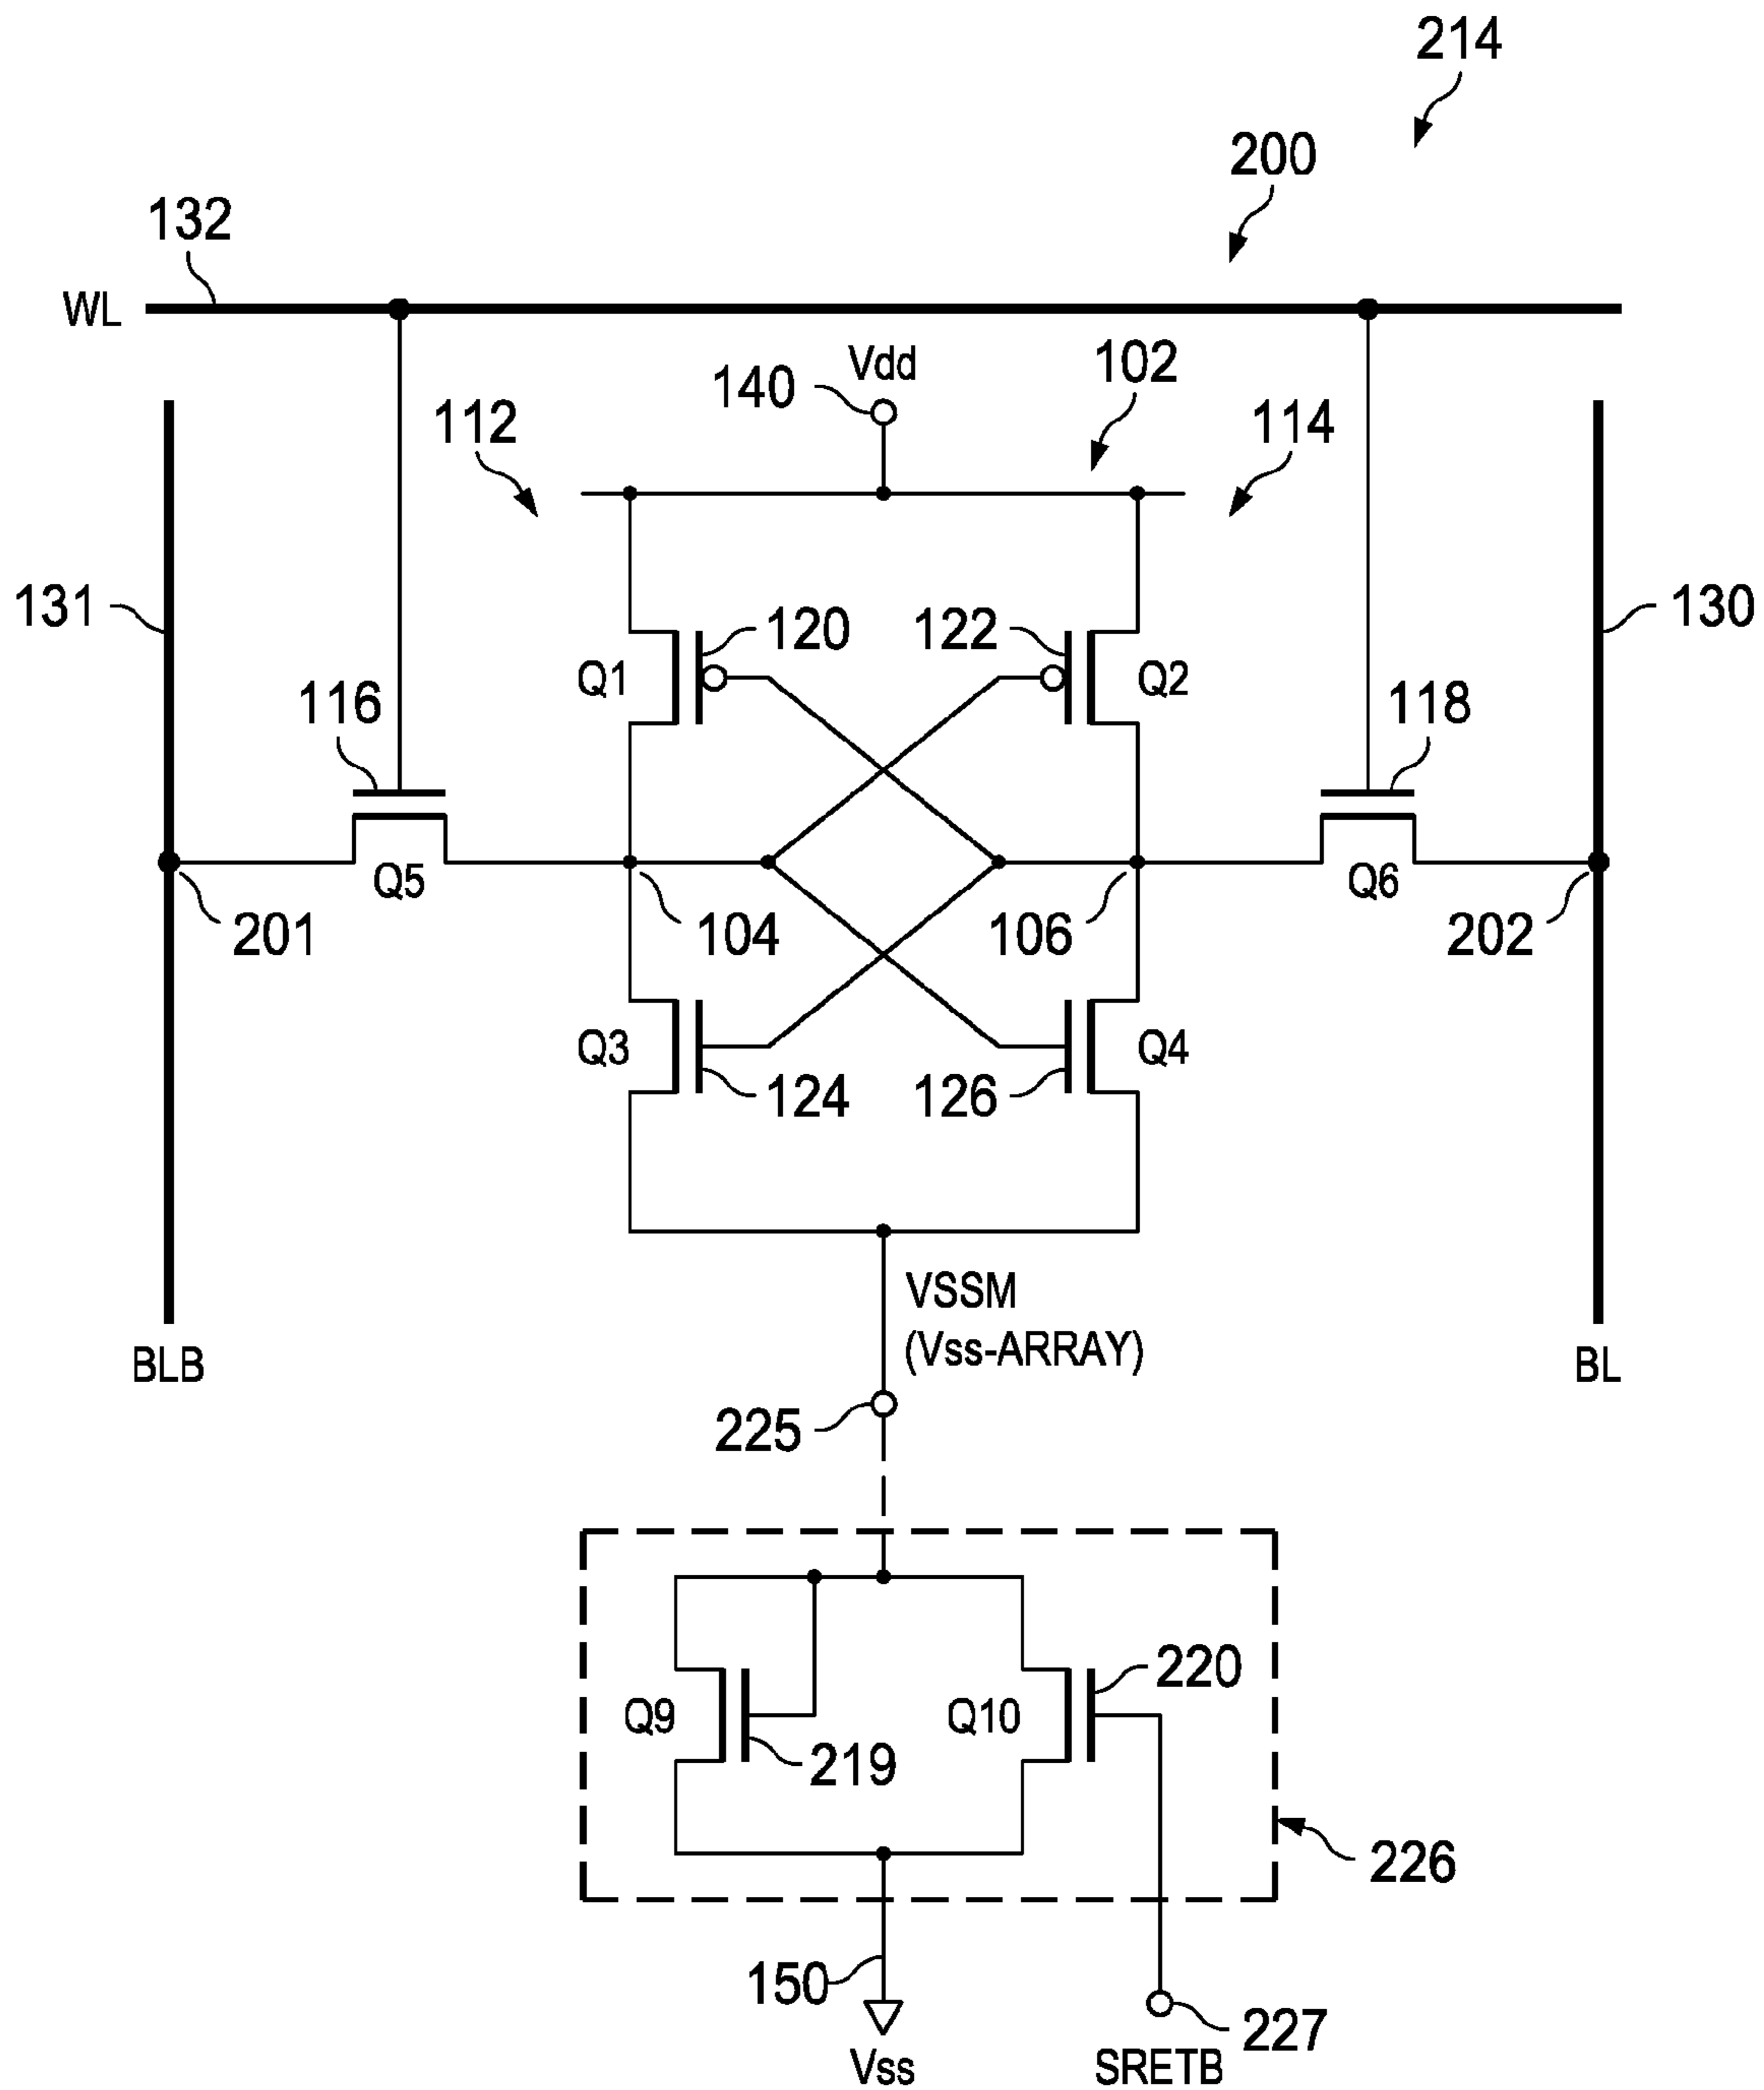 214
200
132
WL
Vdd
140
102
112
114
131
130
120
122
Q1
Q2
116
118
Q5
Q6
201
104
106
202
Q3
Q4
124
126
VSSM
(Vss-ARRAY)
BLB
BL
225
220
Q9
Q10
219
226
150
227
Vss
SRETB